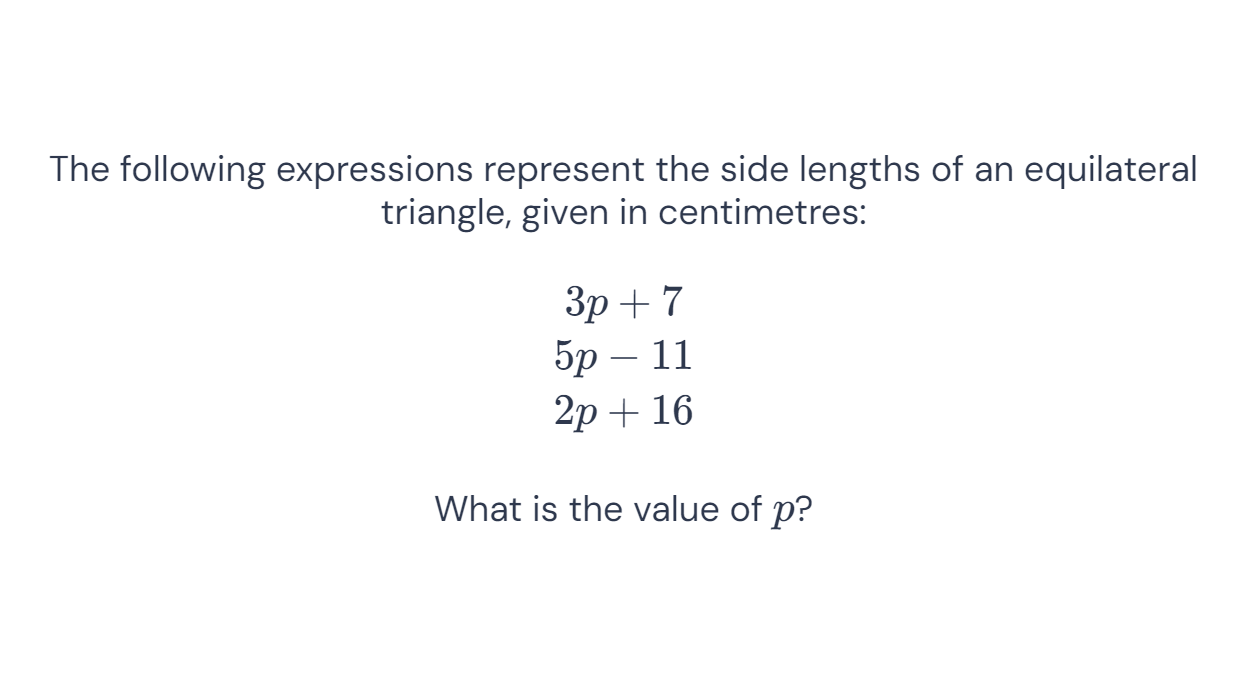 The following expressions represent the side lengths of an equilateral
triangle, given in centimetres:
3p + 7
5p − 11
2p + 16
What is the value of p?